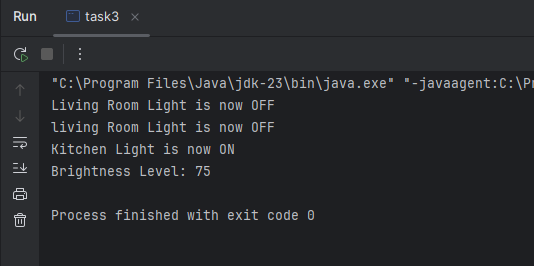 Run task3
"C:\Program Files\Java\jdk-23\bin\java.exe" "-javaagent:C:\P
Living Room Light is now OFF
living Room Light is now OFF
Kitchen Light is now ON
Brightness Level: 75
Process finished with exit code 0